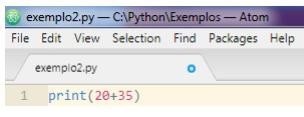 exemplo2.py — C:\Python\Exemplos — Atom
File Edit View Selection Find Packages Help
exemplo2.py
1 print(20+35)